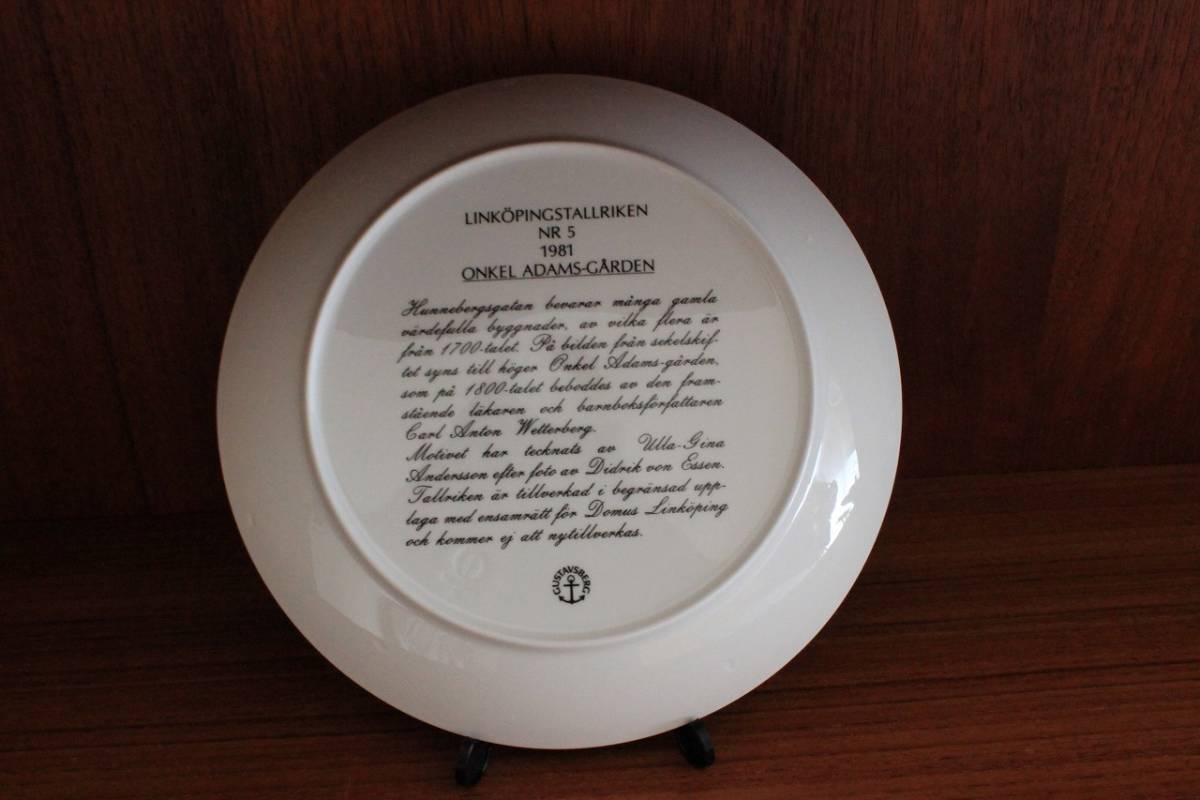 LINKÖPINGSTALLRIKEN
NR 5
1981
ONKEL ADAMS-GÅRDEN
Hunnebergsgatan bevarar många gamla
värdefulla byggnader, av vilka flera är
från 1700-talet. På bilden från sekelskif-
tet syns till höger Onkel Adams-gården,
som på 1800-talet beboddes av den fram-
stående läkaren och barnboksförfattaren
Carl Anton Wetterberg.
Motivet har tecknats av Ulla-Gina
Andersson efter foto av Didrik von Essen.
Tallriken är tillverkad i begränsad upp-
laga med ensamrätt för Domus Linköping
och kommer ej att nytillverkas.
GUSTAVSBERG